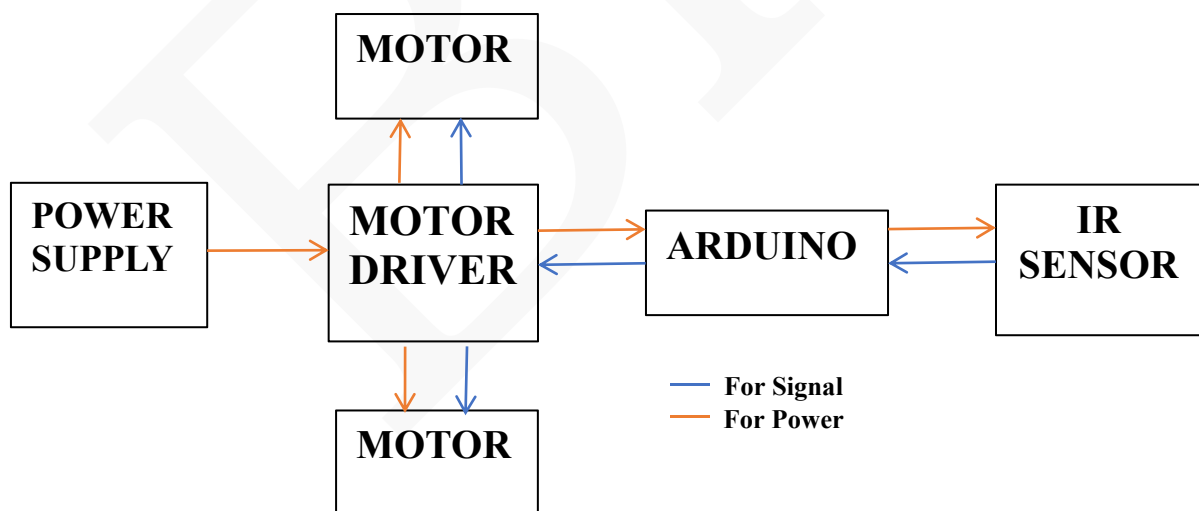 MOTOR
POWER
SUPPLY
MOTOR
DRIVER
ARDUINO
IR
SENSOR
For Signal
For Power
MOTOR